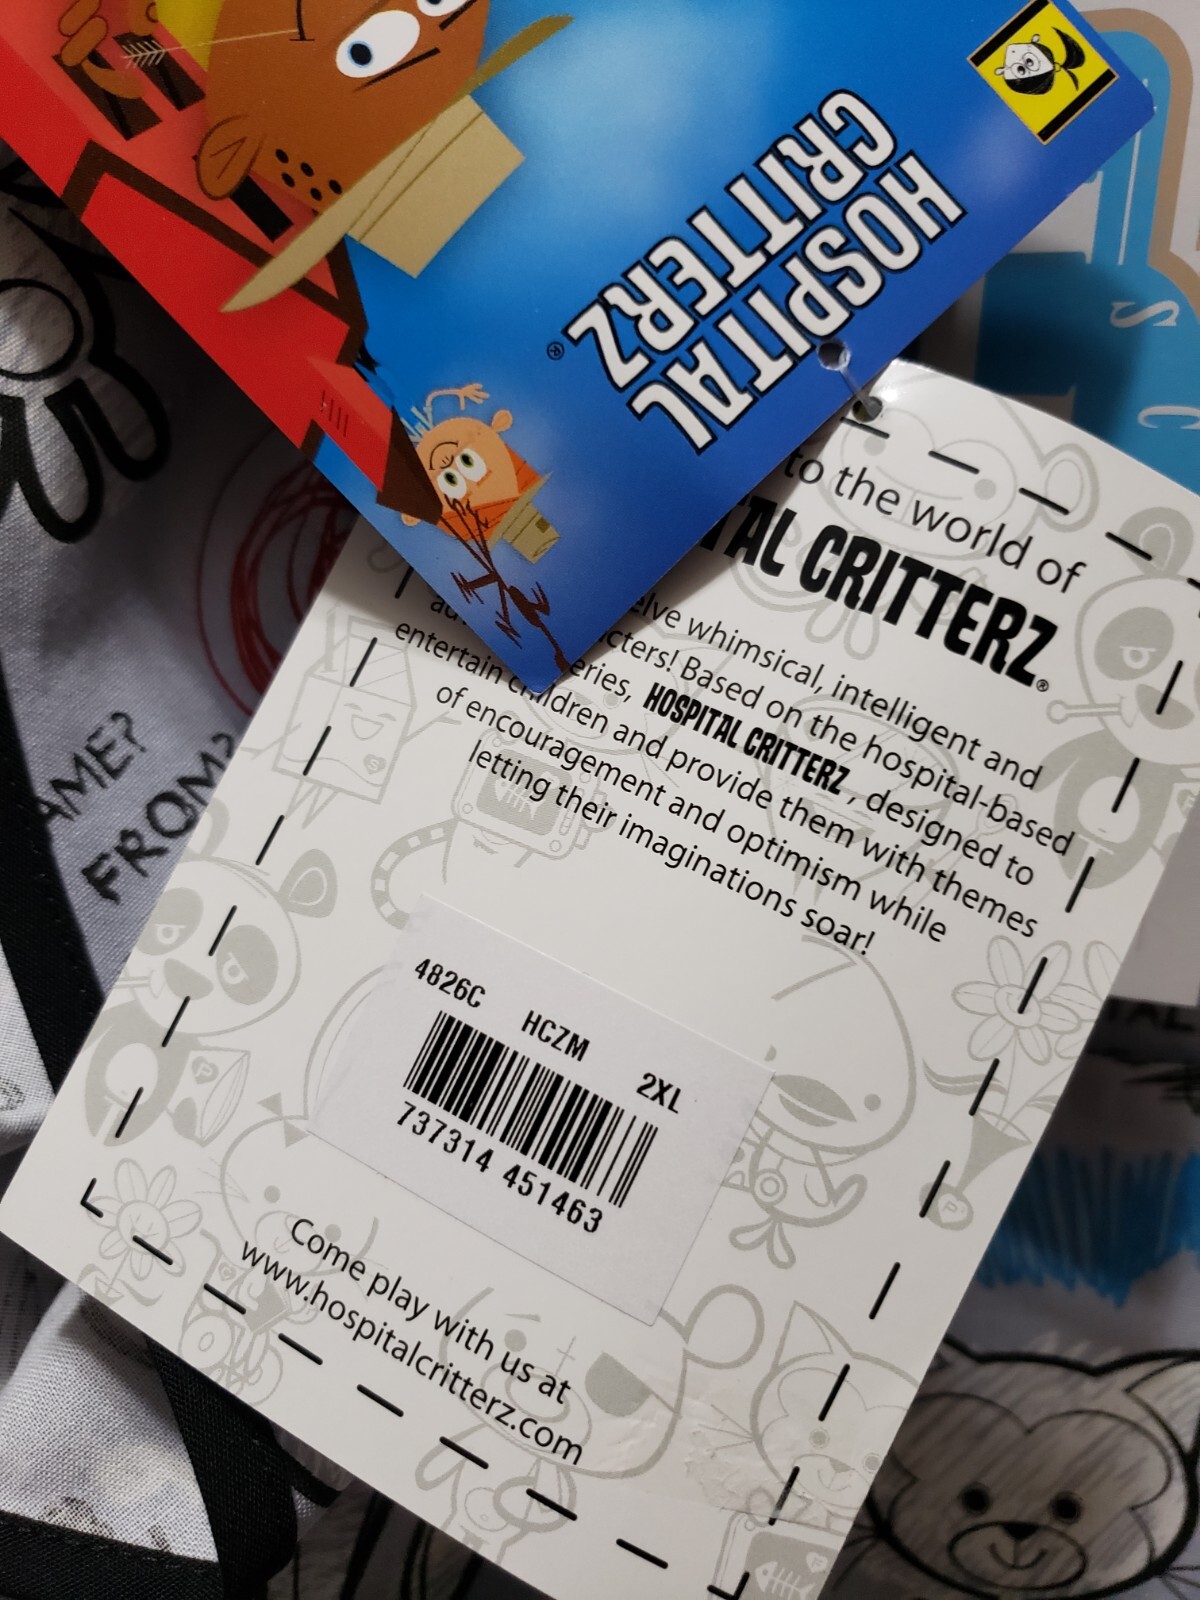 HOSPITAL
CRITTERZ®
to the world of
TAL CRITTERZ®
elve whimsical, intelligent and
cters! Based on the hospital-based
eries, HOSPITAL CRITTERZ, designed to
entertain children and provide them with themes
of encouragement and optimism while
letting their imaginations soar!
4826C HCZM 2XL
737314 451463
Come play with us at
www.hospitalcritterz.com
AME?
FROM?
S
C
TAL